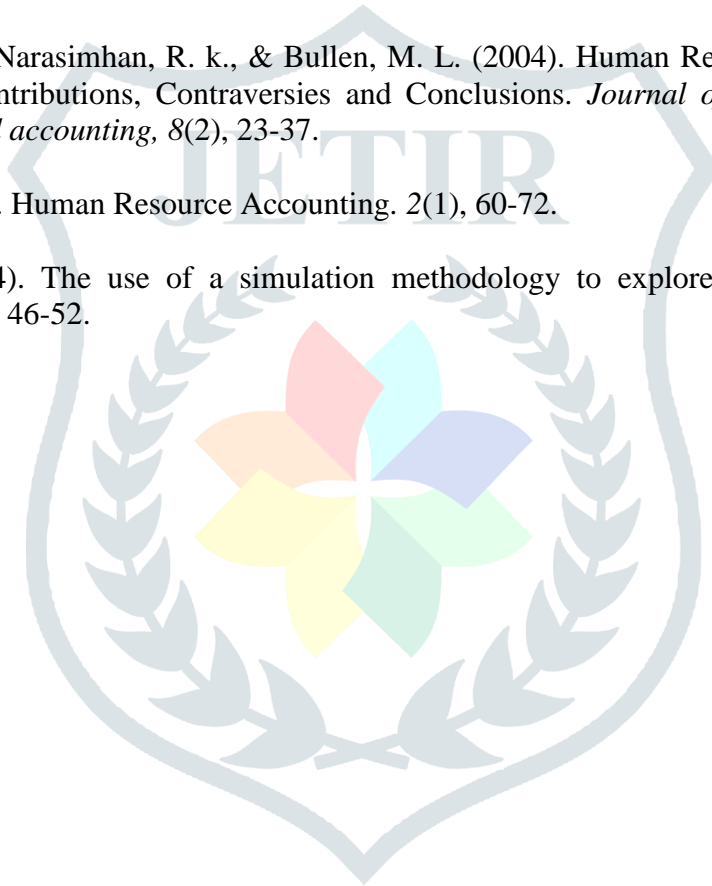 Narasimhan, R. k., & Bullen, M. L. (2004). Human Re
ntributions, Contraversies and Conclusions. Journal o
l accounting, 8(2), 23-37.
JETIR
. Human Resource Accounting. 2(1), 60-72.
4). The use of a simulation methodology to explore
46-52.